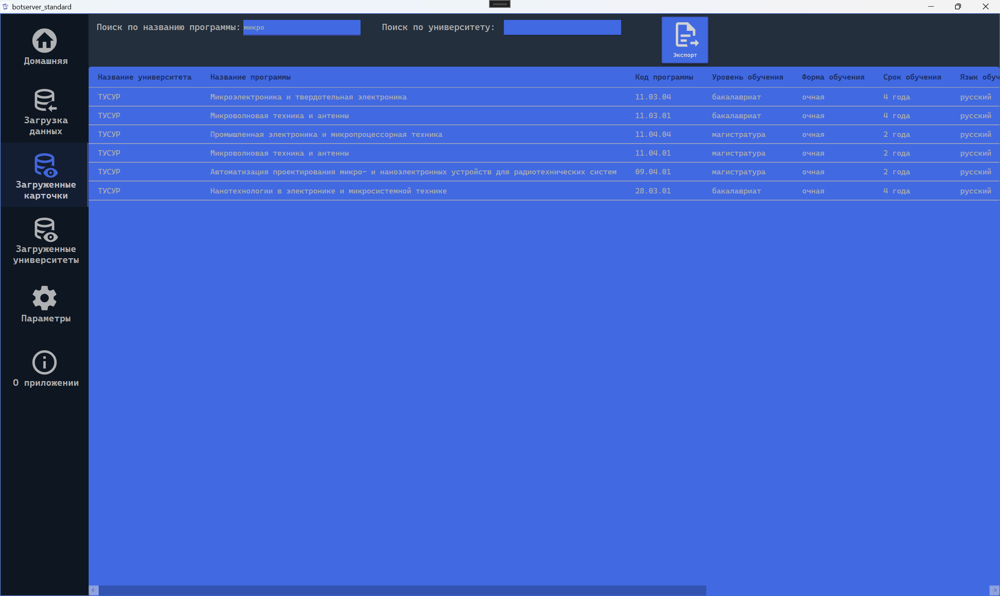 botserver_standard
Поиск по названию программы: микро Поиск по университету: Экспорт
Домашняя
Загрузка
данных
Загруженные
карточки
Загруженные
университеты
Параметры
О приложении
Название университета Название программы Код программы Уровень обучения Форма обучения Срок обучения Язык обуч
ТУСУР Микроэлектроника и твердотельная электроника 11.03.04 бакалавриат очная 4 года русский
ТУСУР Микроволновая техника и антенны 11.03.01 бакалавриат очная 4 года русский
ТУСУР Промышленная электроника и микропроцессорная техника 11.04.04 магистратура очная 2 года русский
ТУСУР Микроволновая техника и антенны 11.04.01 магистратура очная 2 года русский
ТУСУР Автоматизация проектирования микро- и наноэлектронных устройств для радиотехнических систем 09.04.01 магистратура очная 2 года русский
ТУСУР Нанотехнологии в электронике и микросистемной технике 28.03.01 бакалавриат очная 4 года русский